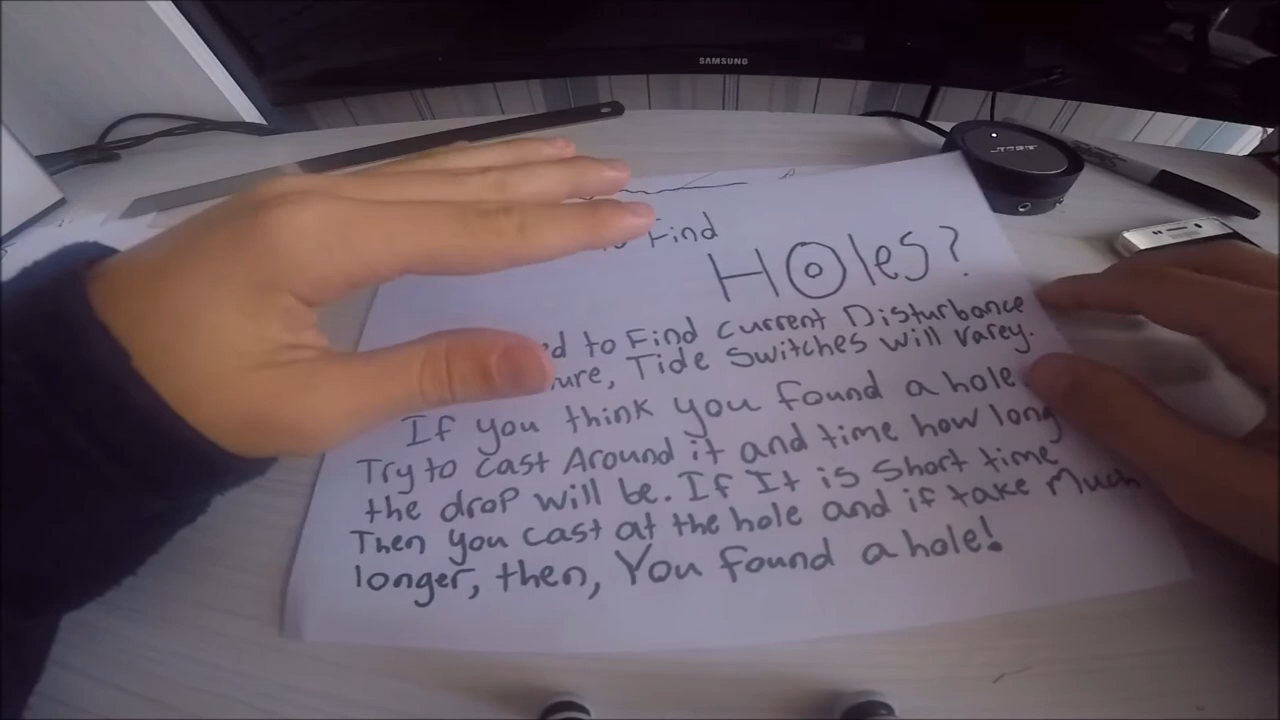 SAMSUNG
Find
HOles?
to Find current Disturbance
Tide Switches will varey.
If you think you found a hole
Try to cast Around it and time how long
the drop will be. If It is Short time
Then you cast at the hole and if take Much
longer, then, You found a hole!